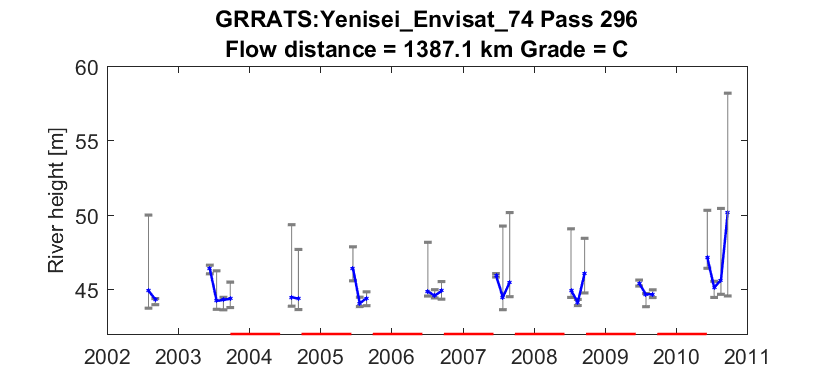 GRRATS:Yenisei_Envisat_74 Pass 296
Flow distance = 1387.1 km Grade = C
River height [m]
60
55
50
45
2002 2003 2004 2005 2006 2007 2008 2009 2010 2011